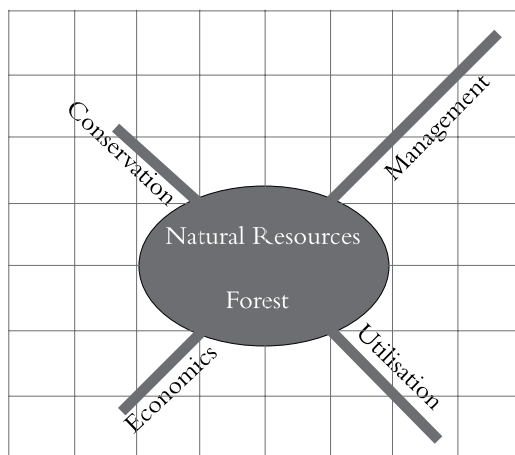 Conservation
Management
Natural Resources
Forest
Economics
Utilisation